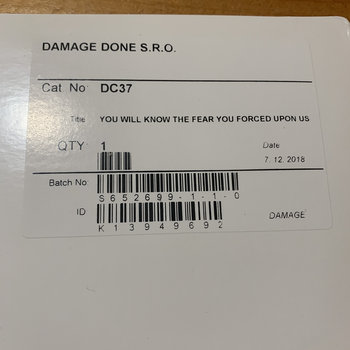 DAMAGE DONE S.R.O.
Cat No DC37
Title YOU WILL KNOW THE FEAR YOU FORCED UPON US
QTY 1 Date
7. 12. 2018
Batch No
S652699-1-1-0
ID DAMAGE
K13949692